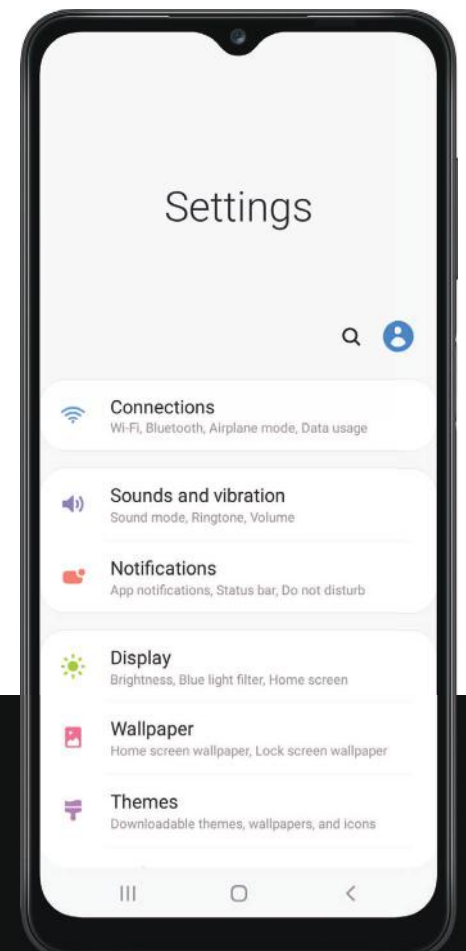 Settings
Connections
Wi-Fi, Bluetooth, Airplane mode, Data usage
Sounds and vibration
Sound mode, Ringtone, Volume
Notifications
App notifications, Status bar, Do not disturb
Display
Brightness, Blue light filter, Home screen
Wallpaper
Home screen wallpaper, Lock screen wallpaper
Themes
Downloadable themes, wallpapers, and icons